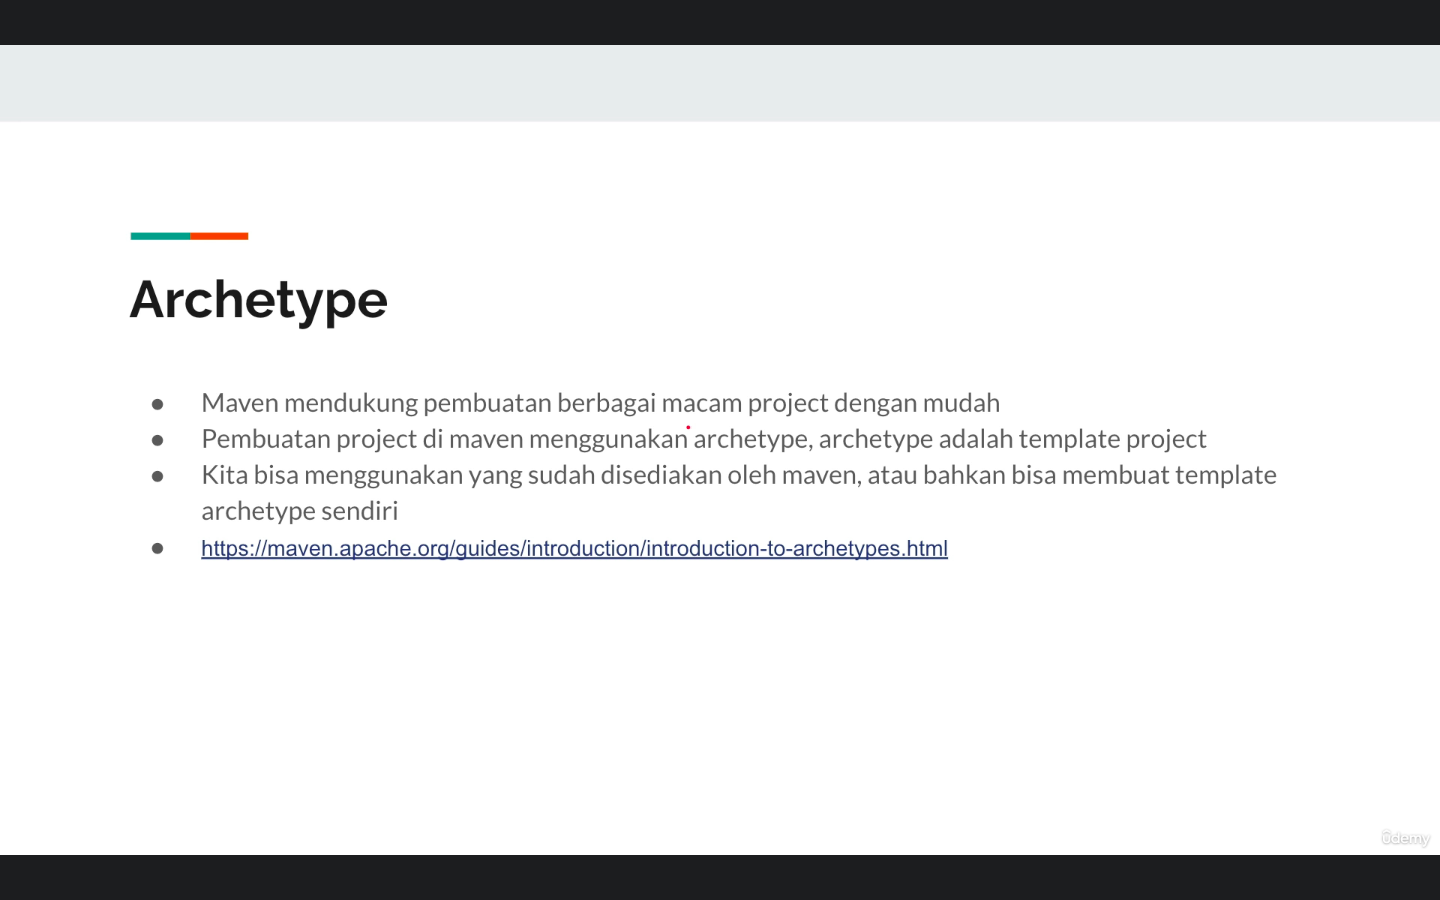 Archetype
● Maven mendukung pembuatan berbagai macam project dengan mudah
● Pembuatan project di maven menggunakan archetype, archetype adalah template project
● Kita bisa menggunakan yang sudah disediakan oleh maven, atau bahkan bisa membuat template
archetype sendiri
● https://maven.apache.org/guides/introduction/introduction-to-archetypes.html
ûdemy